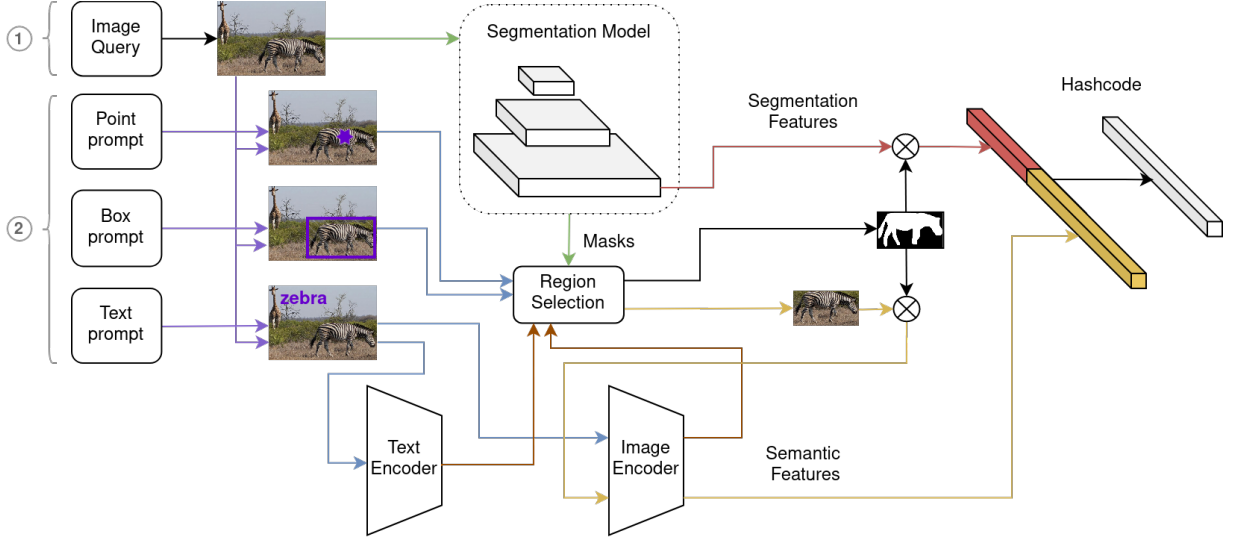 1
Image
Query
Segmentation Model
Hashcode
2
Point
prompt
Segmentation
Features
Box
prompt
Masks
Region
Selection
Text
prompt
zebra
Text
Encoder
Image
Encoder
Semantic
Features